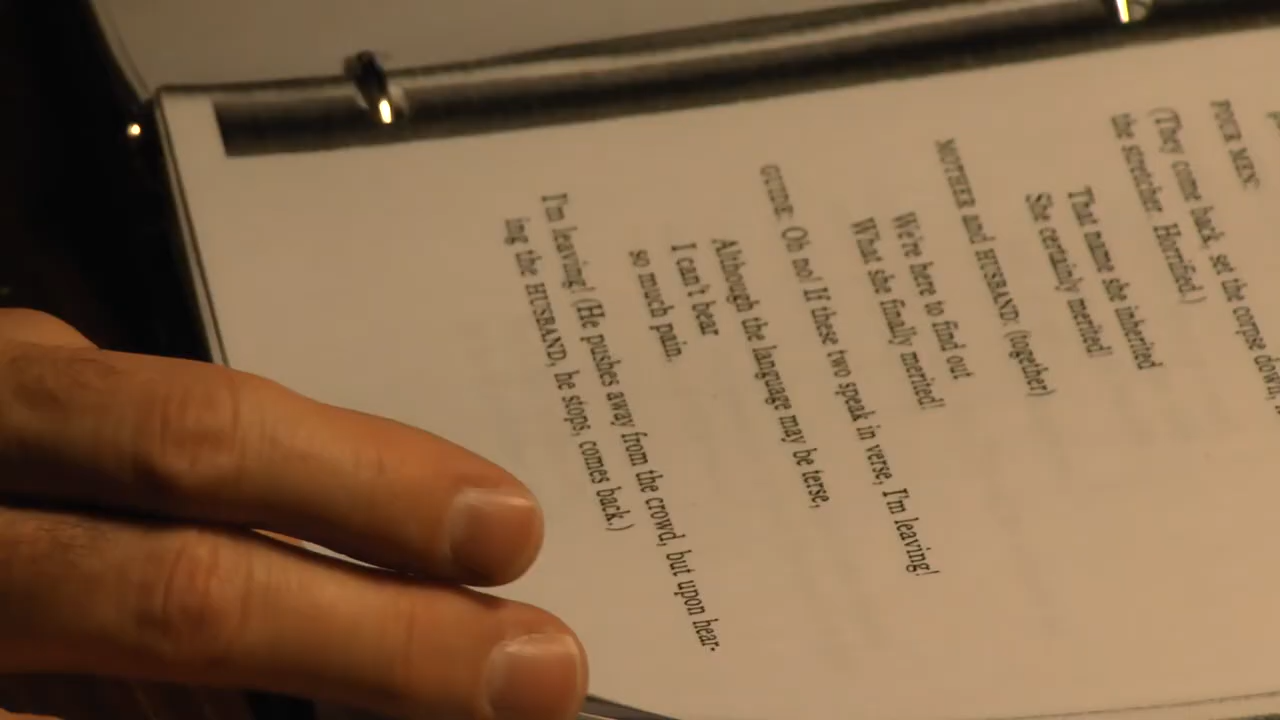 FOUR MEN:
(They come back, set the corpse down,
the stretcher. Horrified.)
That name she inherited
She certainly merited!
MOTHER and HUSBAND: (together)
We're here to find out
What she finally merited!
GUIDE: Oh no! If these two speak in verse, I'm leaving!
Although the language may be terse,
I can't bear
so much pain.
I'm leaving! (He pushes away from the crowd, but upon hear-
ing the HUSBAND, he stops, comes back.)